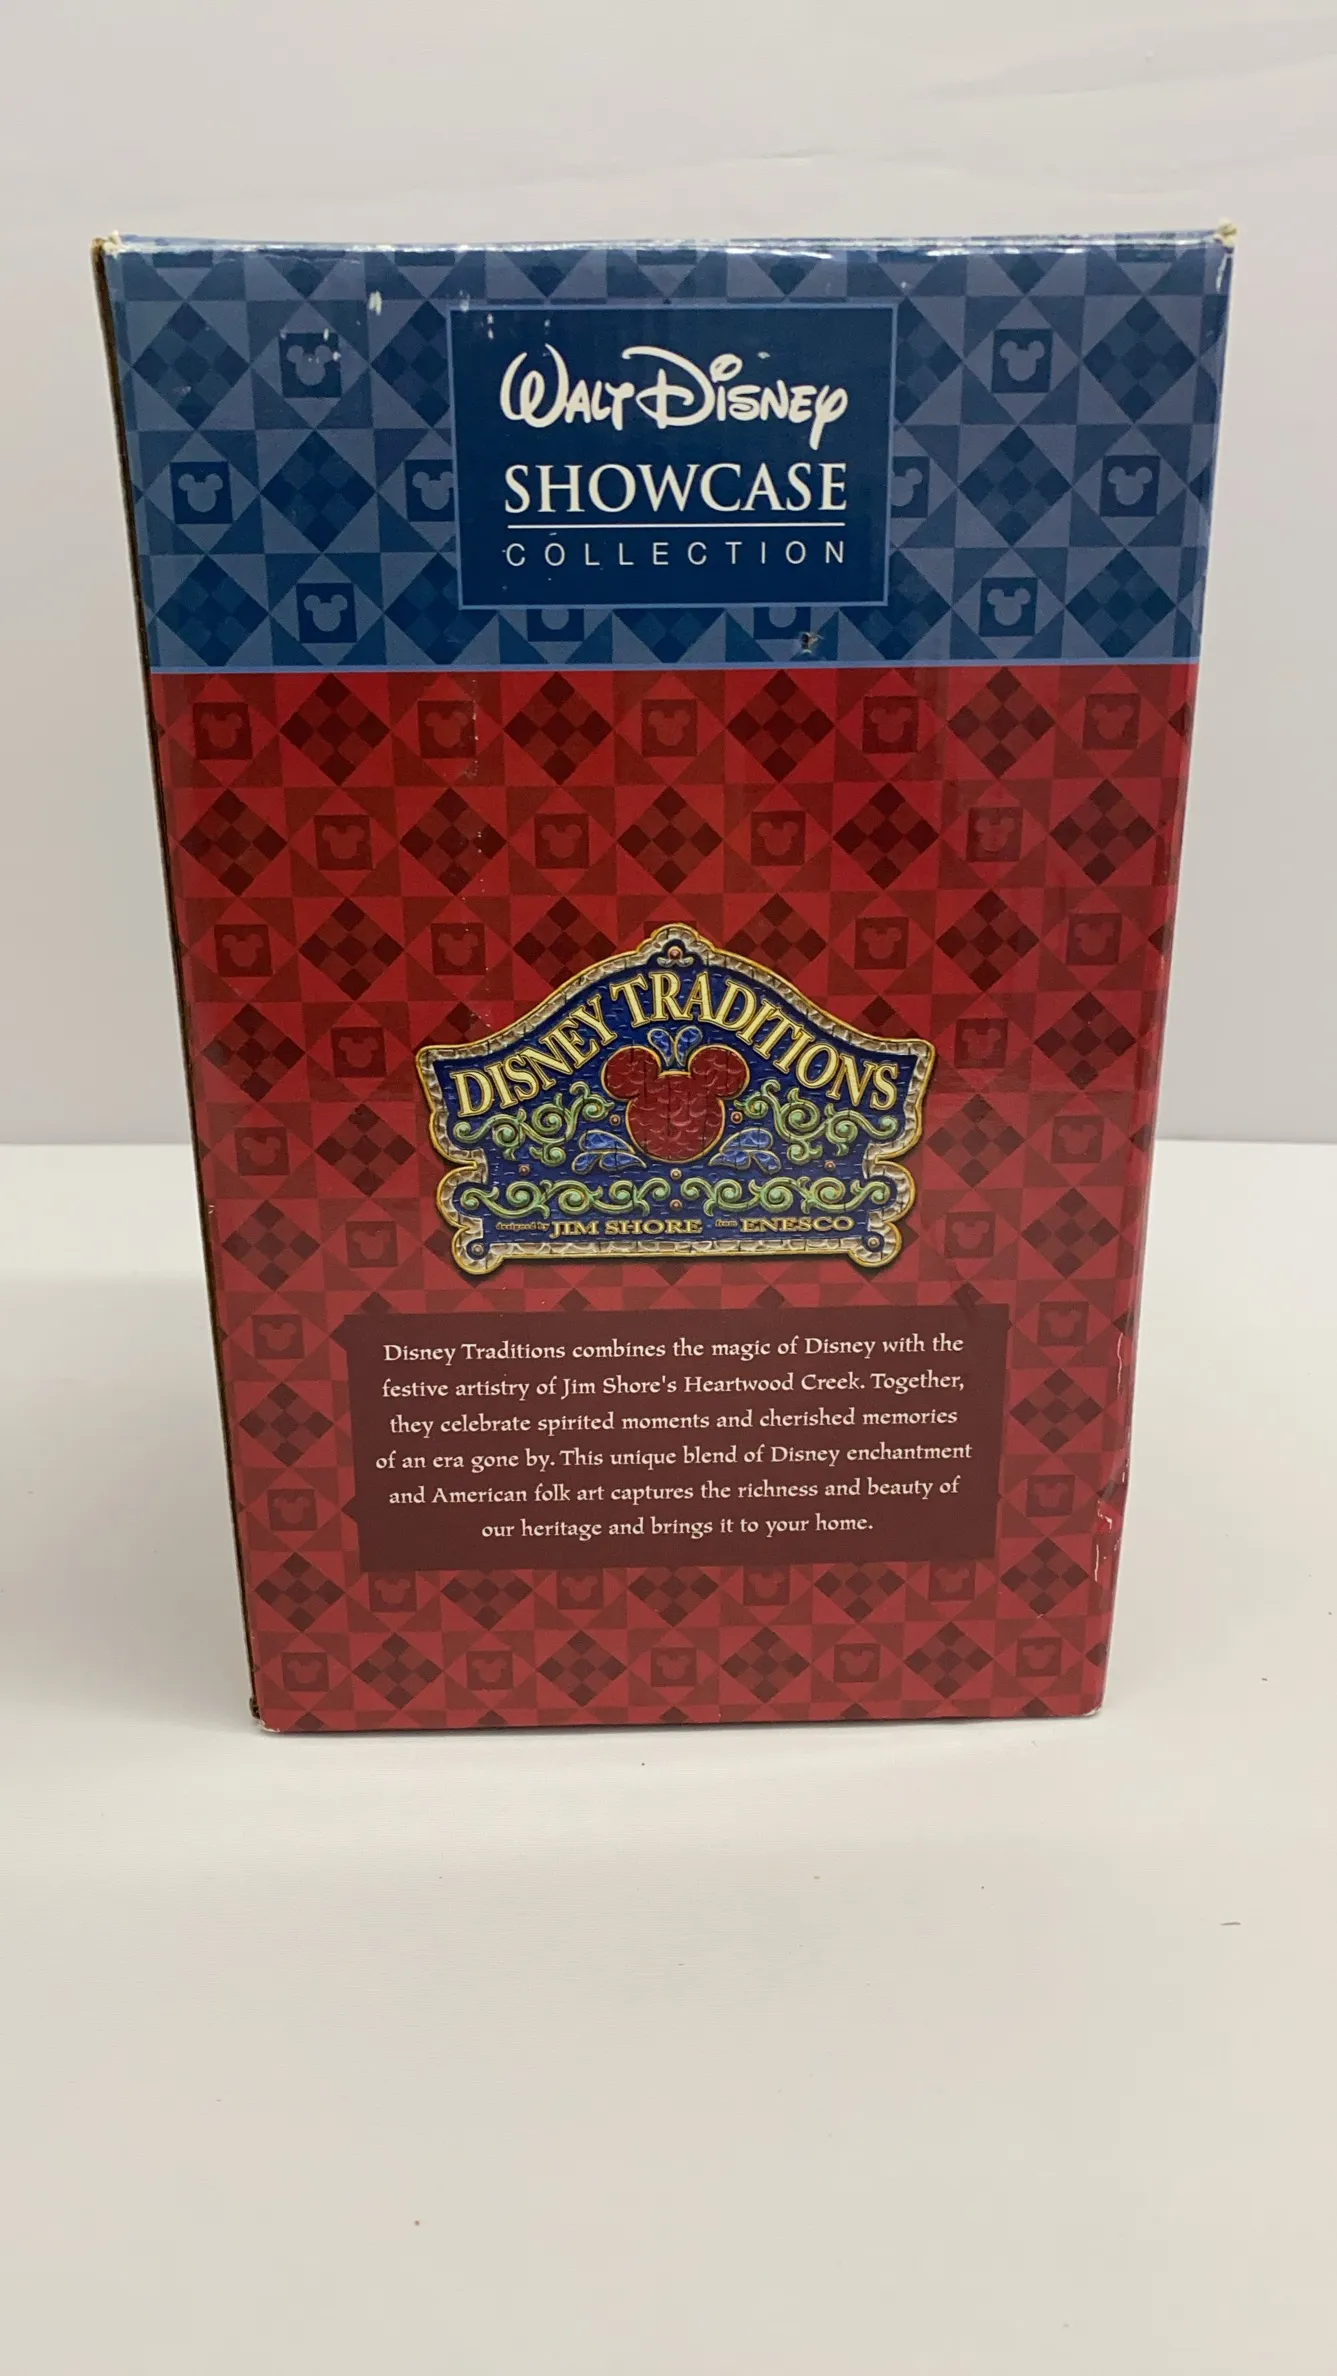 WALT DISNEY
SHOWCASE
COLLECTION
DISNEY TRADITIONS
designed by JIM SHORE from ENESCO
Disney Traditions combines the magic of Disney with the
festive artistry of Jim Shore's Heartwood Creek. Together,
they celebrate spirited moments and cherished memories
of an era gone by. This unique blend of Disney enchantment
and American folk art captures the richness and beauty of
our heritage and brings it to your home.